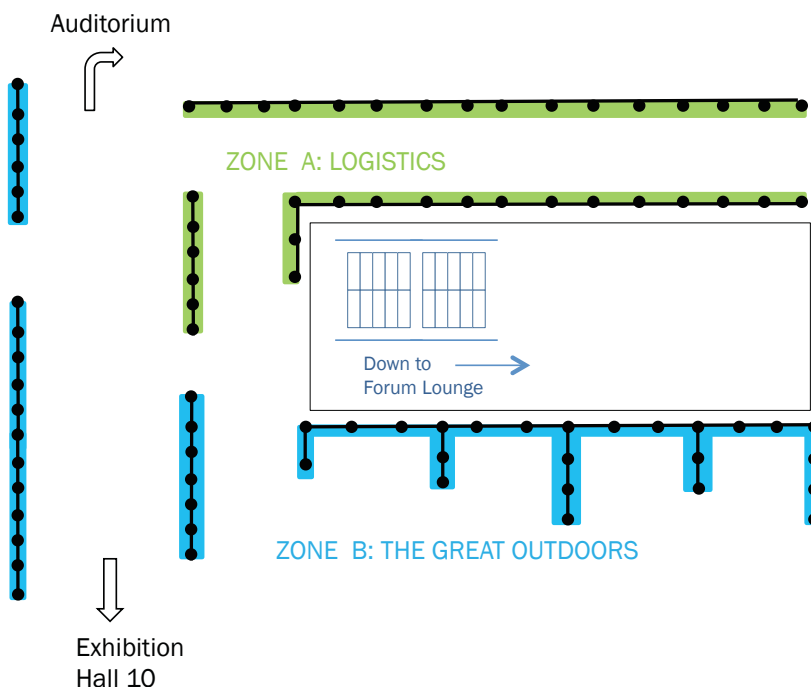 Auditorium
ZONE A: LOGISTICS
Down to
Forum Lounge
ZONE B: THE GREAT OUTDOORS
Exhibition
Hall 10